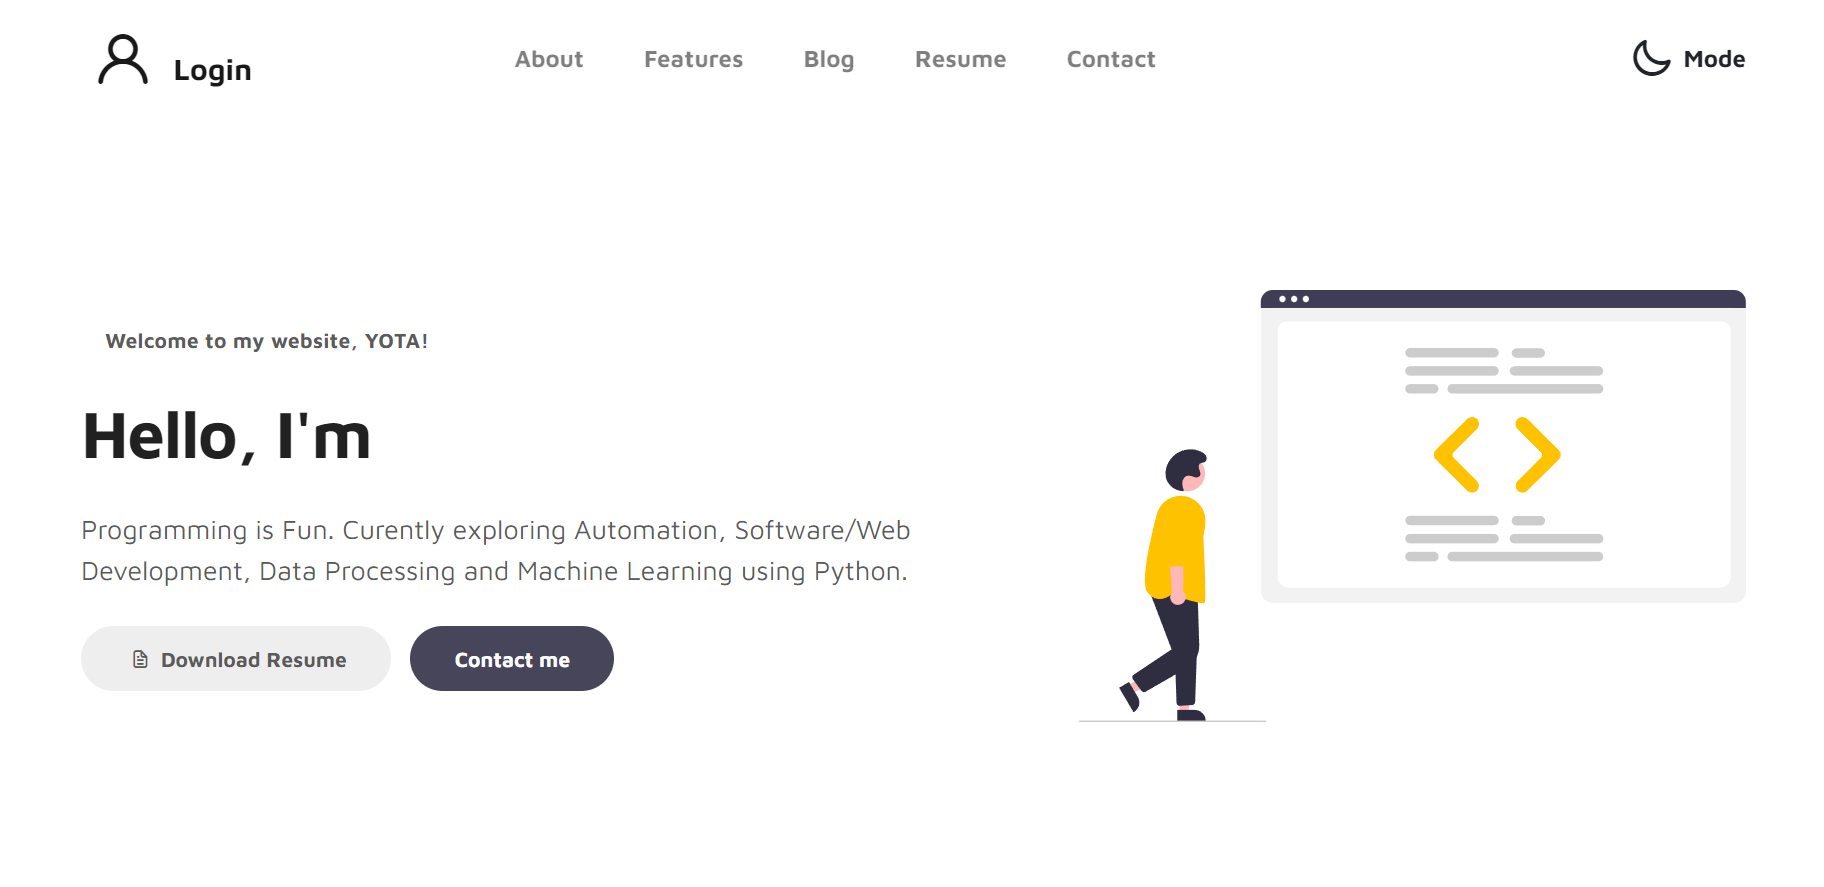 Login
About
Features
Blog
Resume
Contact
Mode
Welcome to my website, YOTA!
Hello, I'm
Programming is Fun. Curently exploring Automation, Software/Web
Development, Data Processing and Machine Learning using Python.
Download Resume
Contact me